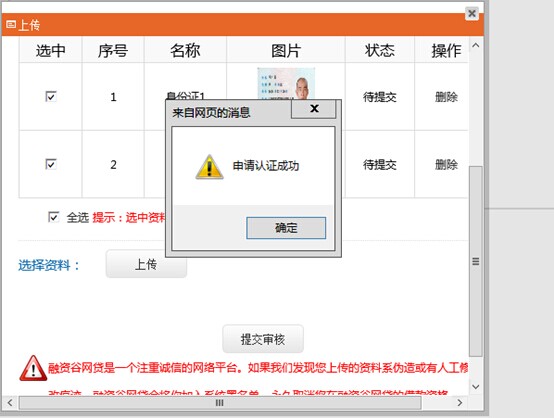 上传
选中 序号 名称 图片 状态 操作
1 身份证1 待提交 删除
来自网页的消息
X
申请认证成功
确定
2 待提交 删除
全选 提示：选中资料
选择资料： 上传
提交审核
融资谷网贷是一个注重诚信的网络平台。如果我们发现您上传的资料系伪造或有人工修